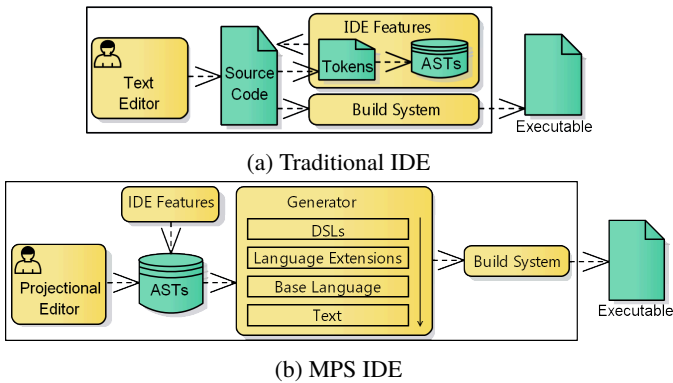 IDE Features
Text
Editor
Source
Code
Tokens
ASTs
Build System
Executable
(a) Traditional IDE
IDE Features
Generator
DSLs
Language Extensions
Base Language
Text
Projectional
Editor
ASTs
Build System
Executable
(b) MPS IDE